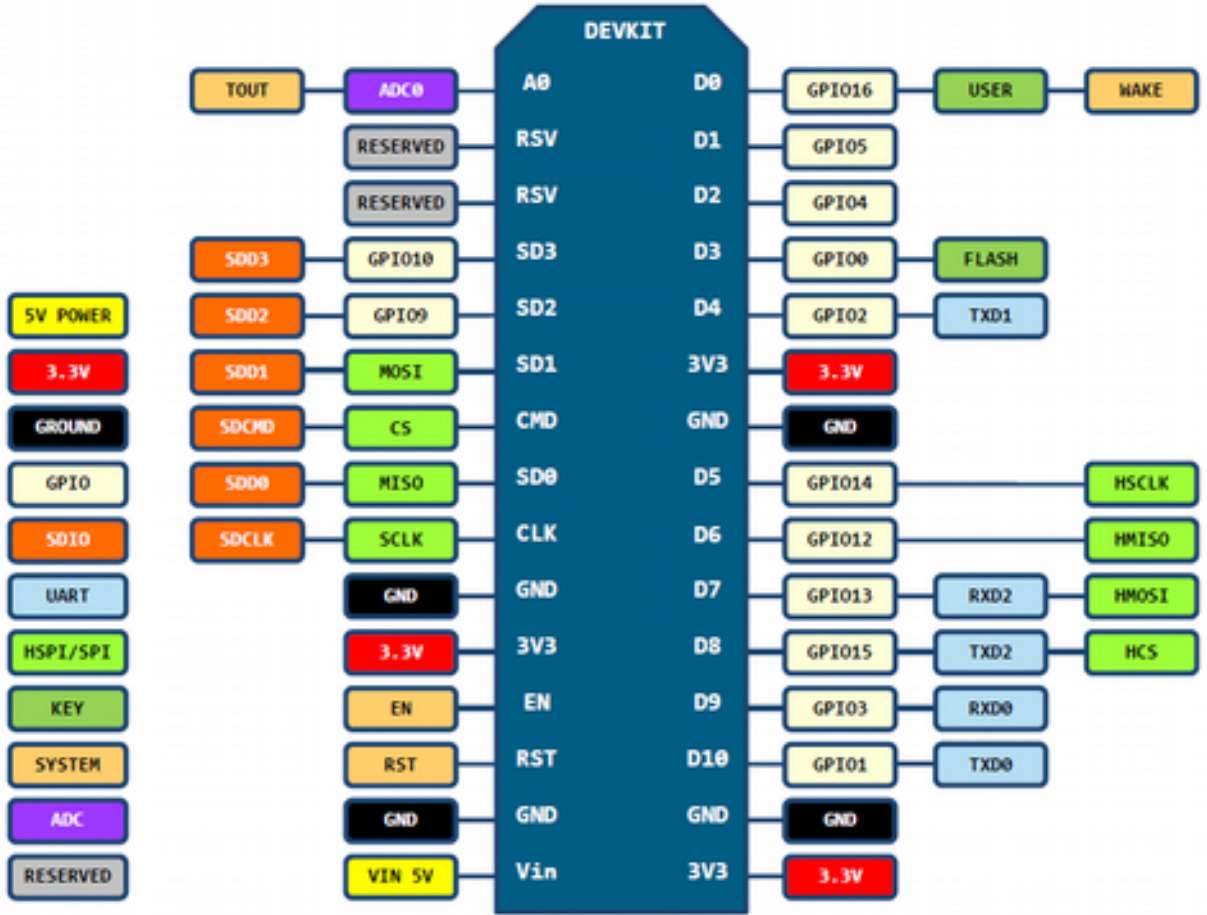 DEVKIT
TOUT ADC0 A0 D0 GPIO16 USER WAKE
RESERVED RSV D1 GPIO5
RESERVED RSV D2 GPIO4
SDD3 GPIO10 SD3 D3 GPIO0 FLASH
5V POWER SDD2 GPIO9 SD2 D4 GPIO2 TXD1
3.3V SDD1 MOSI SD1 3V3 3.3V
GROUND SDCMD CS CMD GND GND
GPIO SDD0 MISO SD0 D5 GPIO14 HSCLK
SDIO SDCLK SCLK CLK D6 GPIO12 HMISO
UART GND GND D7 GPIO13 RXD2 HMOSI
HSPI/SPI 3.3V 3V3 D8 GPIO15 TXD2 HCS
KEY EN EN D9 GPIO3 RXD0
SYSTEM RST RST D10 GPIO1 TXD0
ADC GND GND GND GND
RESERVED VIN 5V Vin 3V3 3.3V